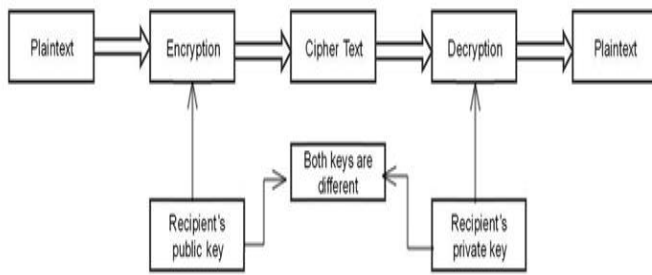 Plaintext
Encryption
Cipher Text
Decryption
Plaintext
Both keys are
different
Recipient's
public key
Recipient's
private key